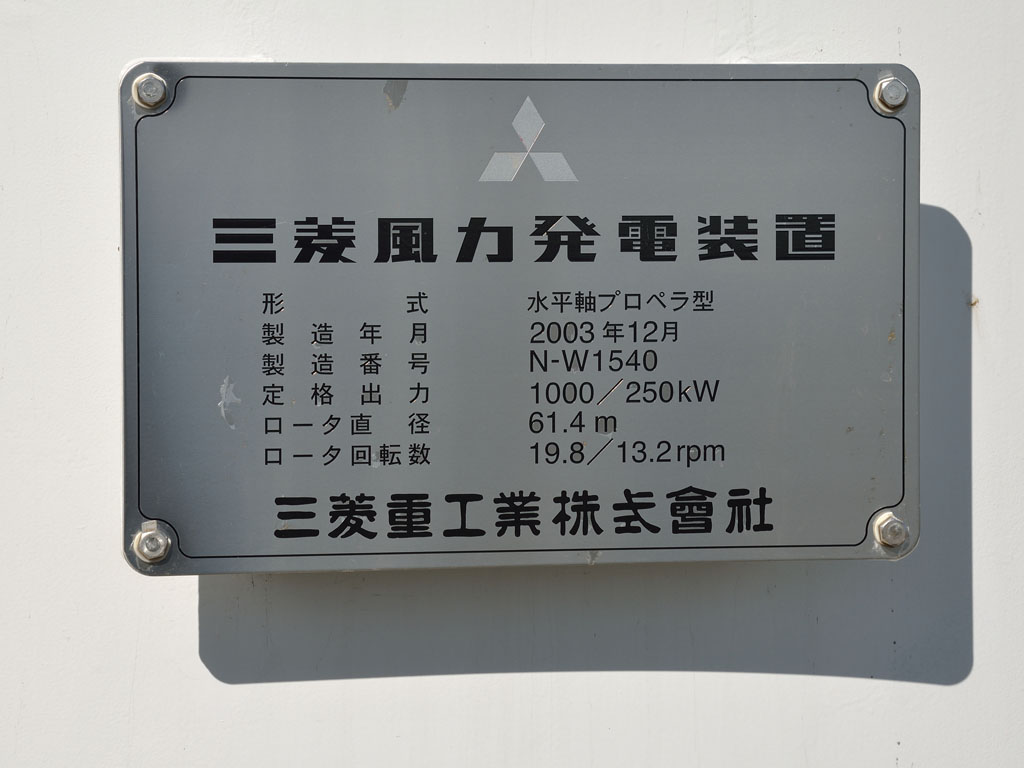 三菱風力発電装置
形式 水平軸プロペラ型
製造年月 2003年12月
製造番号 N-W1540
定格出力 1000/250kW
ロータ直径 61.4m
ロータ回転数 19.8/13.2rpm
三菱重工業株式會社